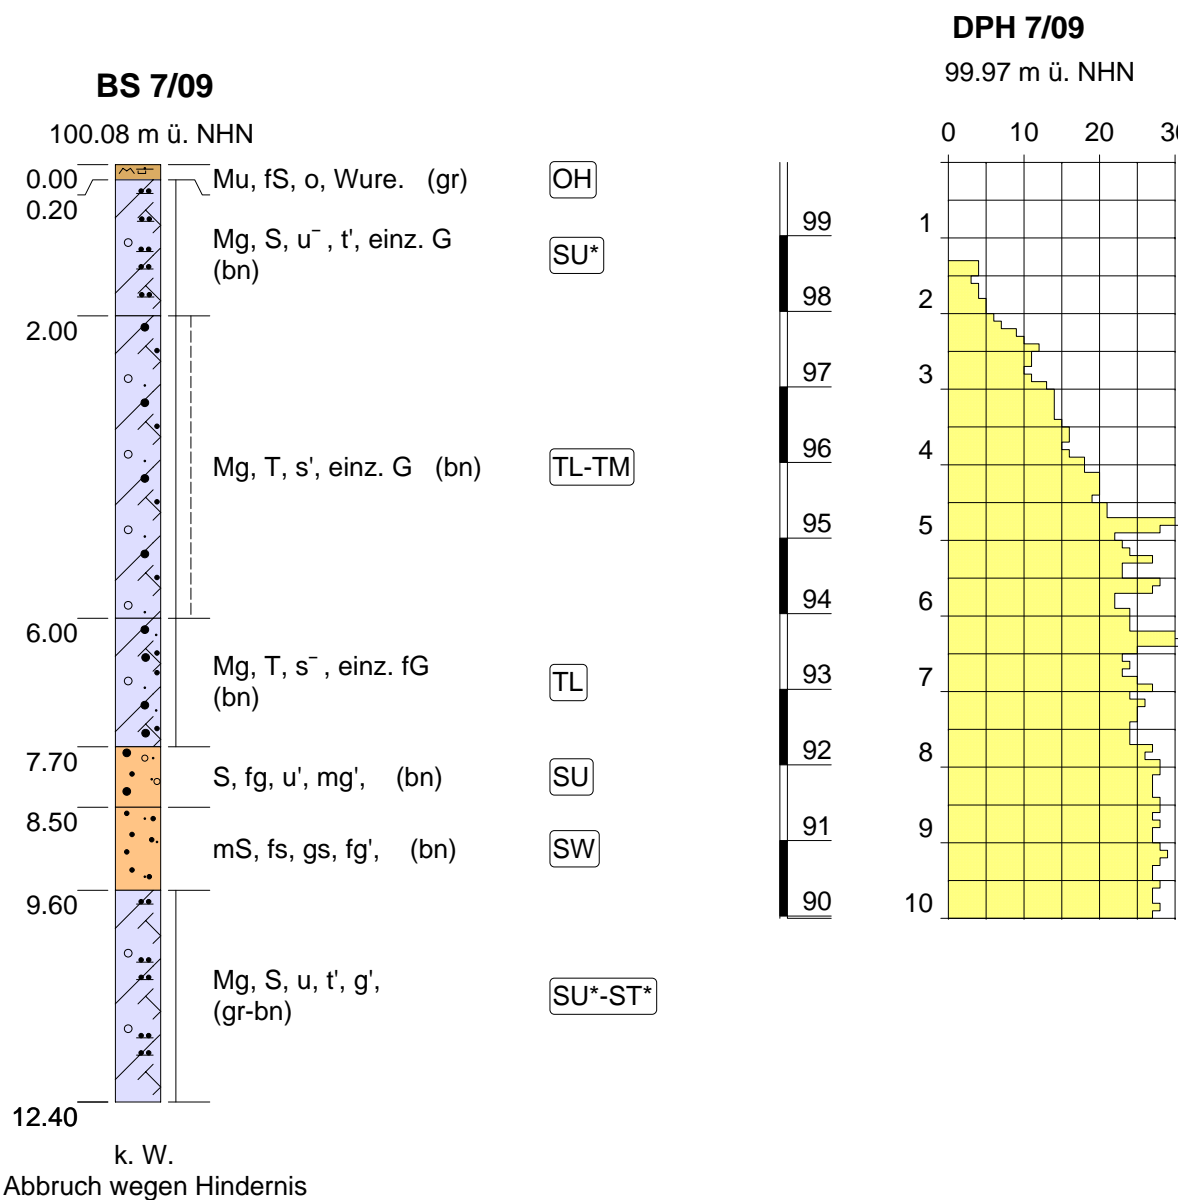 BS 7/09
100.08 m ü. NHN
0.00
Mu, fS, o, Wure. (gr)
OH
0.20
Mg, S, u¯ , t', einz. G
(bn)
SU*
2.00
Mg, T, s', einz. G (bn)
TL-TM
6.00
Mg, T, s¯ , einz. fG
(bn)
TL
7.70
S, fg, u', mg', (bn)
SU
8.50
mS, fs, gs, fg', (bn)
SW
9.60
Mg, S, u, t', g',
(gr-bn)
SU*-ST*
12.40
k. W.
Abbruch wegen Hindernis
99
98
97
96
95
94
93
92
91
90
DPH 7/09
99.97 m ü. NHN
0 10 20
1
2
3
4
5
6
7
8
9
10